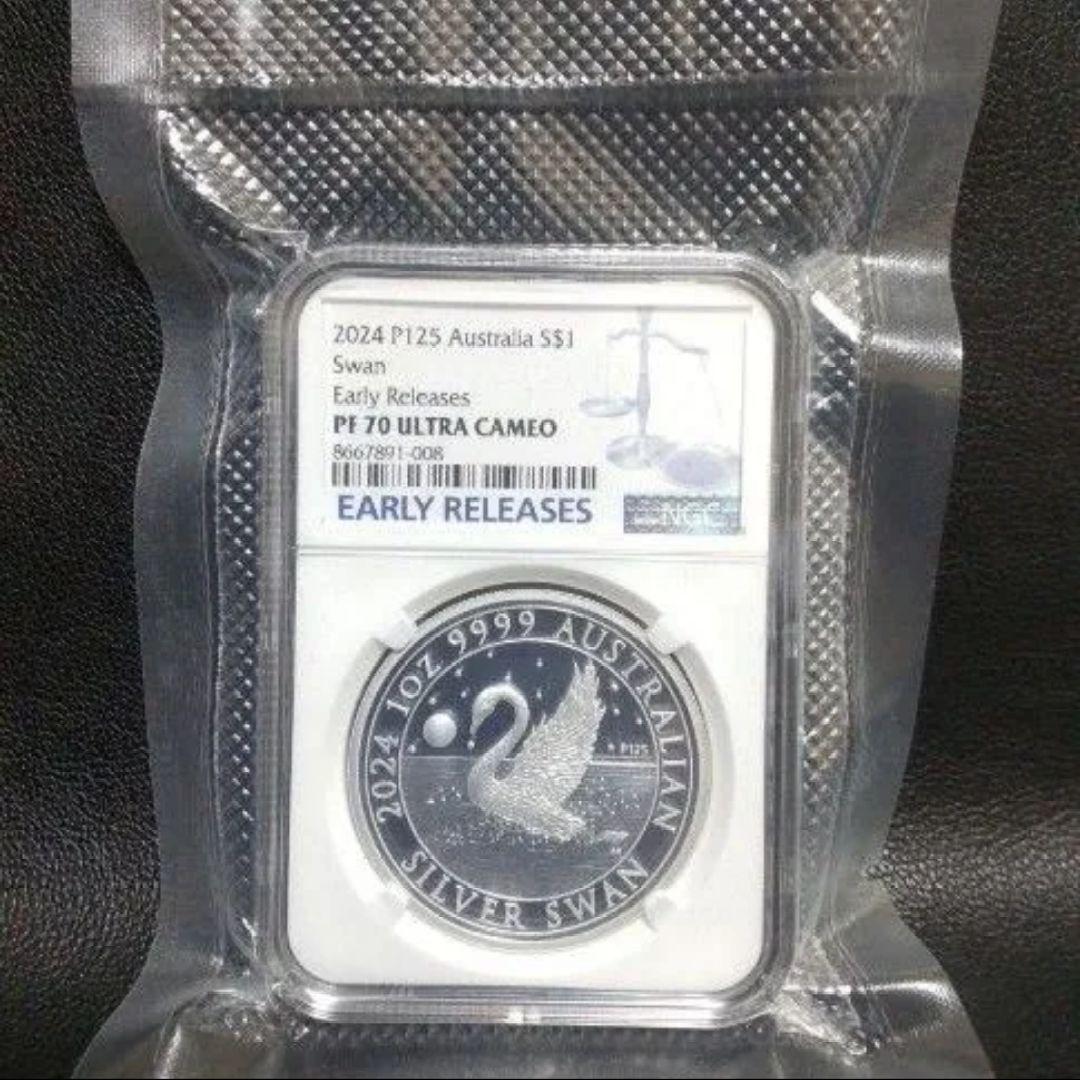 2024 P125 Australia S$1
Swan
Early Releases
PF 70 ULTRA CAMEO
8667891-008
EARLY RELEASES
NGC
2024 1OZ 9999 AUSTRALIAN
SILVER SWAN
P125